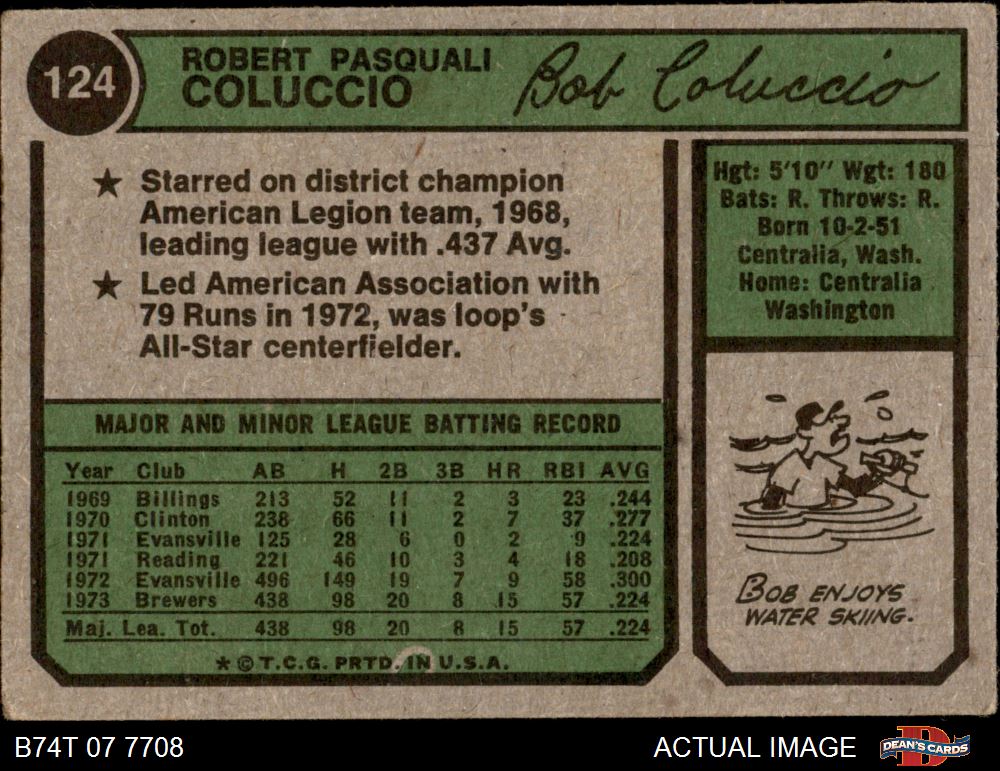 124
ROBERT PASQUALI
COLUCCIO
Bob Coluccio
★ Starred on district champion
American Legion team, 1968,
leading league with .437 Avg.
★ Led American Association with
79 Runs in 1972, was loop's
All-Star centerfielder.
Hgt: 5'10" Wgt: 180
Bats: R. Throws: R.
Born 10-2-51
Centralia, Wash.
Home: Centralia
Washington
MAJOR AND MINOR LEAGUE BATTING RECORD
Year Club AB H 2B 3B HR RBI AVG
1969 Billings 213 52 11 2 3 23 .244
1970 Clinton 238 66 11 2 7 37 .277
1971 Evansville 125 28 6 0 2 9 .224
1971 Reading 221 46 10 3 4 18 .208
1972 Evansville 496 149 19 7 9 58 .300
1973 Brewers 438 98 20 8 15 57 .224
Maj. Lea. Tot. 438 98 20 8 15 57 .224
★ © T.C.G. PRTD. IN U.S.A.
BOB ENJOYS
WATER SKIING.
B74T 07 7708
ACTUAL IMAGE
DEAN'S CARDS